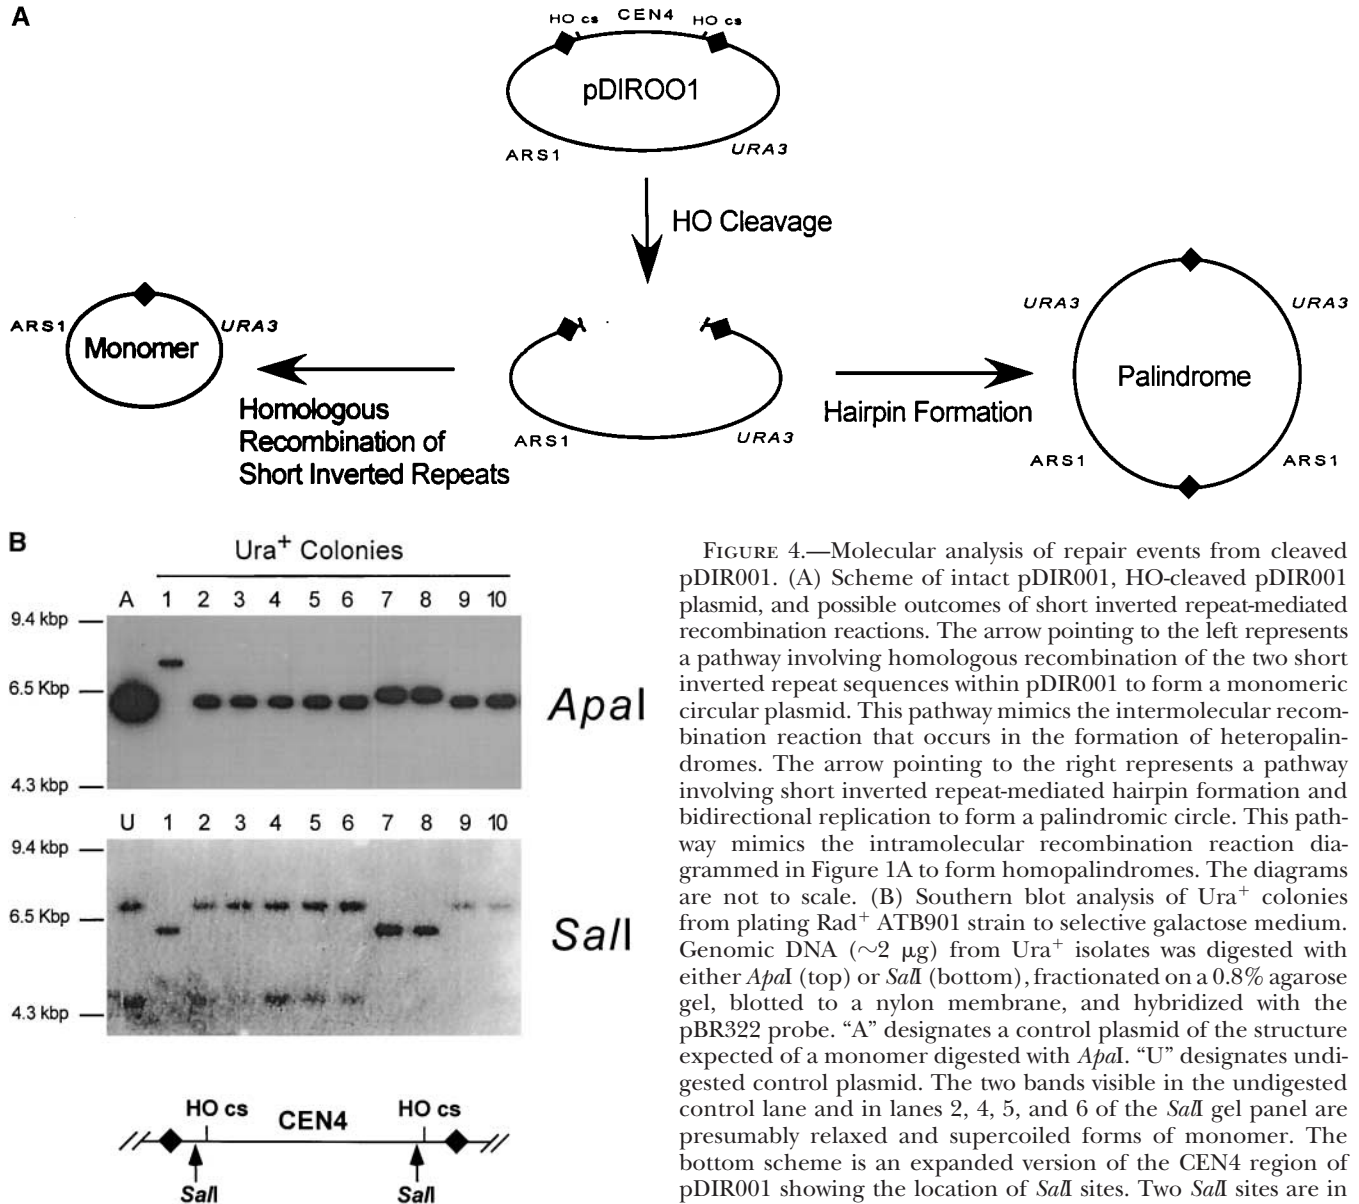 A
HO cs CEN4 HO cs
pDIROO1
ARS1 URA3
HO Cleavage
ARS1 URA3
Monomer
URA3 URA3
Palindrome
ARS1 ARS1
Homologous
Recombination of
Short Inverted Repeats
ARS1 URA3
Hairpin Formation
B
Ura+ Colonies
A 1 2 3 4 5 6 7 8 9 10
9.4 kbp
6.5 Kbp
4.3 kbp
ApaI
U 1 2 3 4 5 6 7 8 9 10
9.4 kbp
6.5 Kbp
4.3 kbp
SalI
HO cs CEN4 HO cs
SalI SalI
FIGURE 4.—Molecular analysis of repair events from cleaved
pDIR001. (A) Scheme of intact pDIR001, HO-cleaved pDIR001
plasmid, and possible outcomes of short inverted repeat-mediated
recombination reactions. The arrow pointing to the left represents
a pathway involving homologous recombination of the two short
inverted repeat sequences within pDIR001 to form a monomeric
circular plasmid. This pathway mimics the intermolecular recom-
bination reaction that occurs in the formation of heteropalin-
dromes. The arrow pointing to the right represents a pathway
involving short inverted repeat-mediated hairpin formation and
bidirectional replication to form a palindromic circle. This path-
way mimics the intramolecular recombination reaction dia-
grammed in Figure 1A to form homopalindromes. The diagrams
are not to scale. (B) Southern blot analysis of Ura+ colonies
from plating Rad+ ATB901 strain to selective galactose medium.
Genomic DNA (∼2 μg) from Ura+ isolates was digested with
either ApaI (top) or SalI (bottom), fractionated on a 0.8% agarose
gel, blotted to a nylon membrane, and hybridized with the
pBR322 probe. “A” designates a control plasmid of the structure
expected of a monomer digested with ApaI. “U” designates undi-
gested control plasmid. The two bands visible in the undigested
control lane and in lanes 2, 4, 5, and 6 of the SalI gel panel are
presumably relaxed and supercoiled forms of monomer. The
bottom scheme is an expanded version of the CEN4 region of
pDIR001 showing the location of SalI sites. Two SalI sites are in